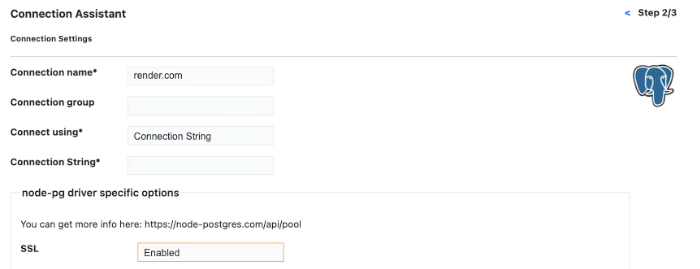 Connection Assistant
< Step 2/3
Connection Settings
Connection name*
render.com
Connection group
Connect using*
Connection String
Connection String*
node-pg driver specific options
You can get more info here: https://node-postgres.com/api/pool
SSL
Enabled